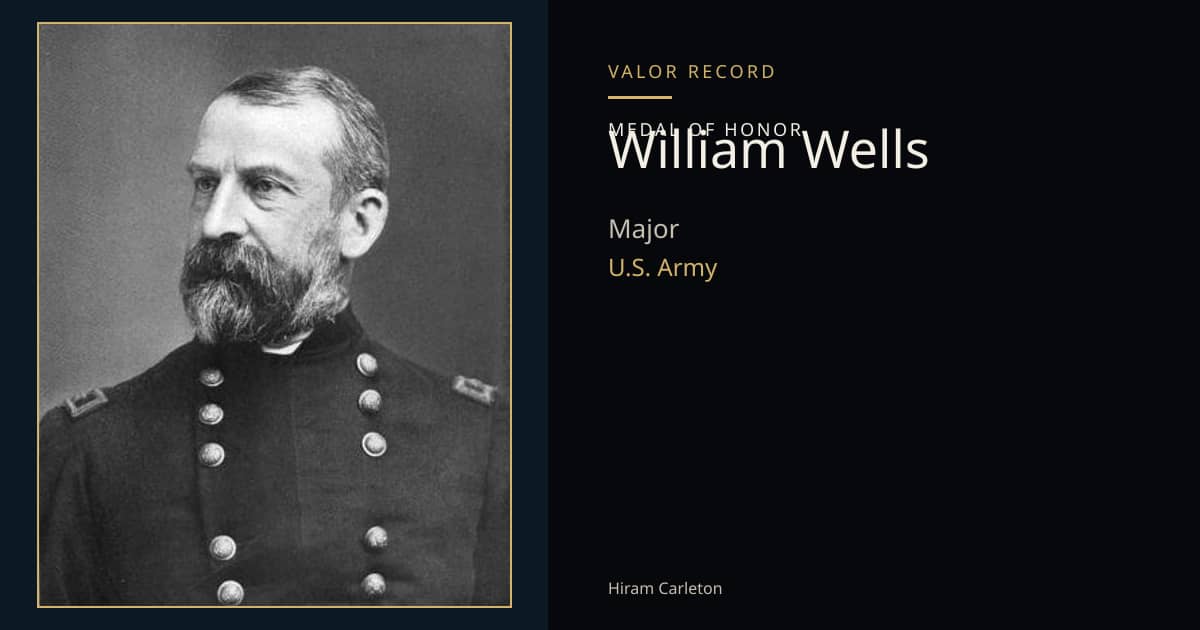 VALOR RECORD
MEDAL OF HONOR
William Wells
Major
U.S. Army
Hiram Carleton